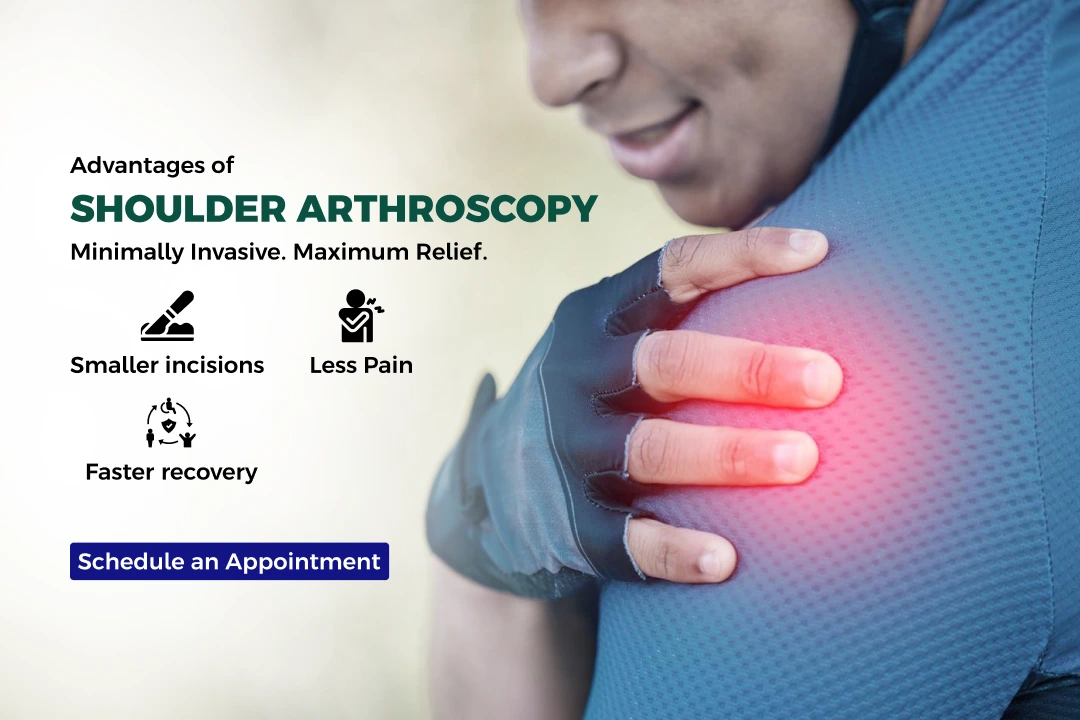 Advantages of
SHOULDER ARTHROSCOPY
Minimally Invasive. Maximum Relief.
Smaller incisions
Less Pain
Faster recovery
Schedule an Appointment